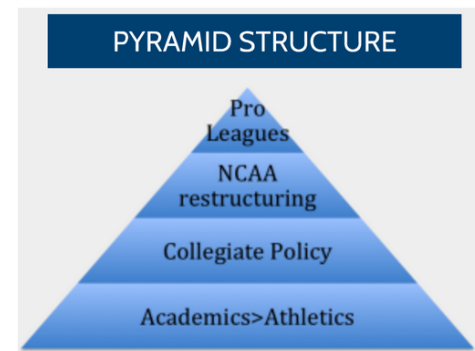 PYRAMID STRUCTURE
Pro
Leagues
NCAA
restructuring
Collegiate Policy
Academics>Athletics